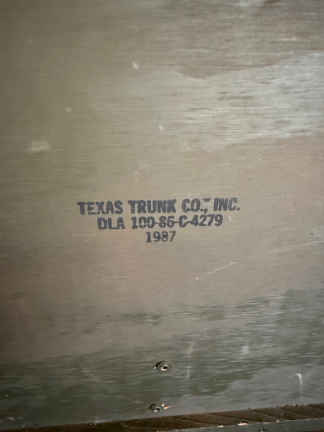 TEXAS TRUNK CO., INC.
DLA 100-86-C-4279
1987